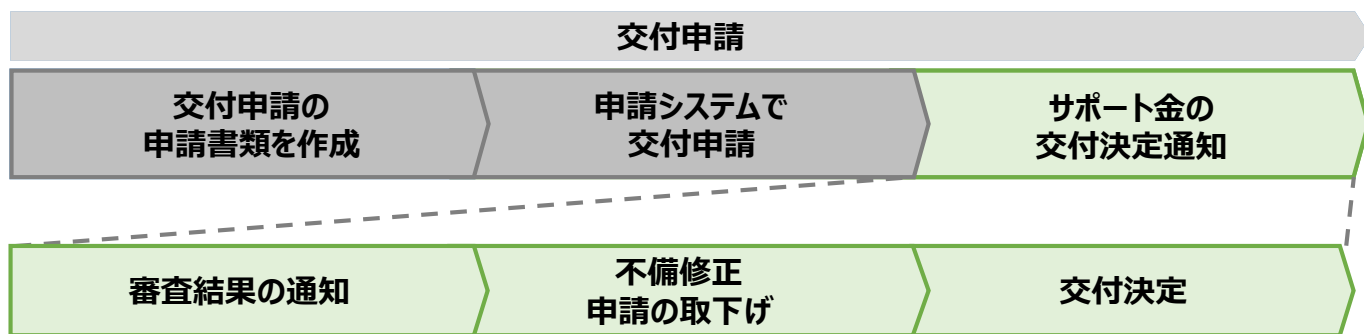 交付申請
交付申請の
申請書類を作成
申請システムで
交付申請
サポート金の
交付決定通知
審査結果の通知
不備修正
申請の取下げ
交付決定